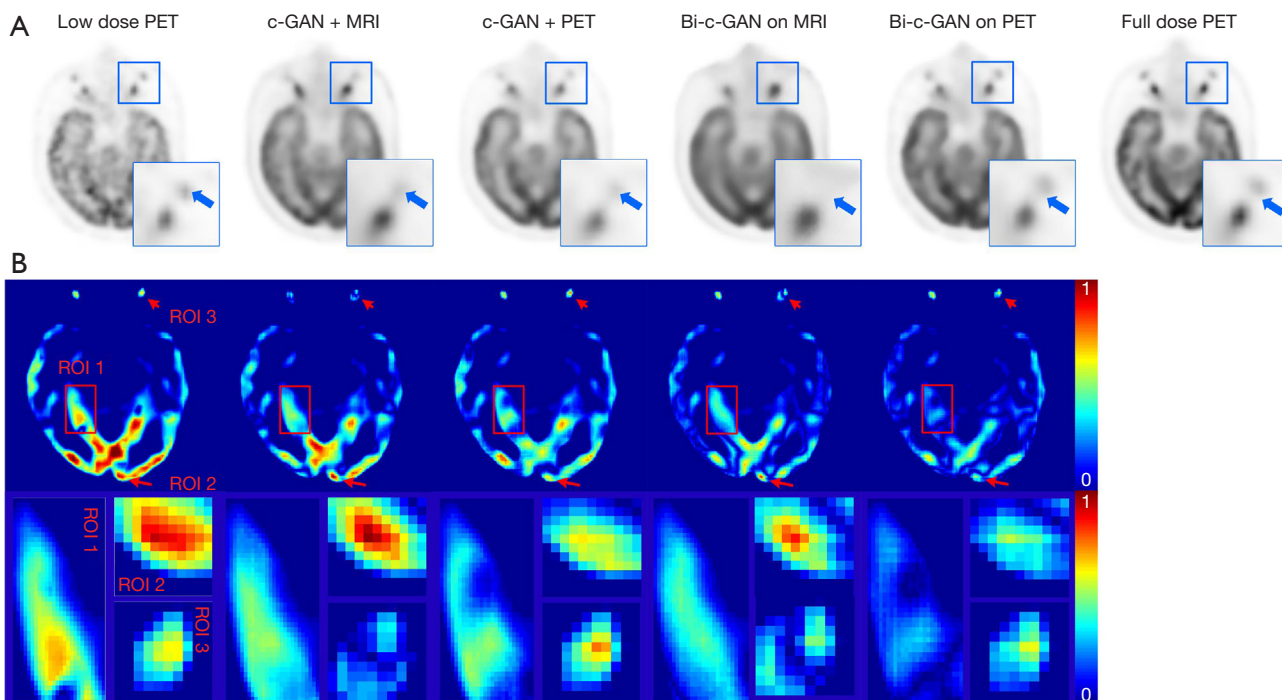 A
Low dose PET
c-GAN + MRI
c-GAN + PET
Bi-c-GAN on MRI
Bi-c-GAN on PET
Full dose PET
B
1
ROI 3
ROI 1
ROI 2
0
1
ROI 1
ROI 2
ROI 3
0